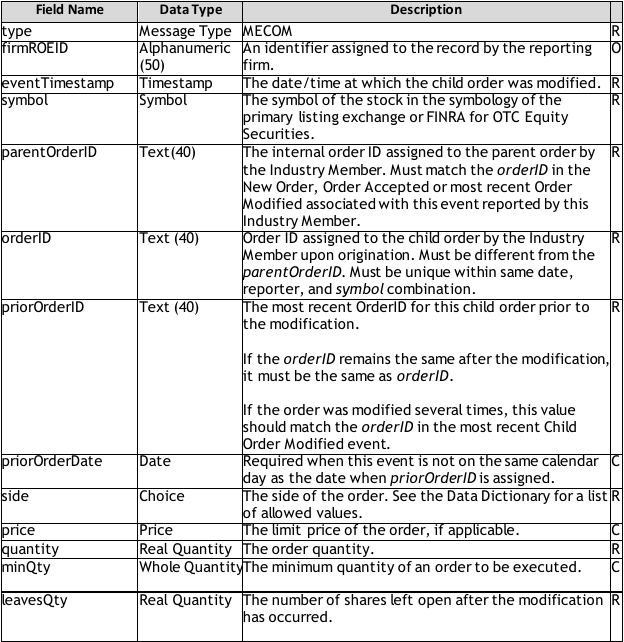 Field Name Data Type Description
type Message Type MECOM R
firmROEID Alphanumeric An identifier assigned to the record by the reporting O
(50) firm.
eventTimestamp Timestamp The date/time at which the child order was modified. R
symbol Symbol The symbol of the stock in the symbology of the R
primary listing exchange or FINRA for OTC Equity
Securities.
parentOrderID Text(40) The internal order ID assigned to the parent order by R
the Industry Member. Must match the orderID in the
New Order, Order Accepted or most recent Order
Modified associated with this event reported by this
Industry Member.
orderID Text (40) Order ID assigned to the child order by the Industry R
Member upon origination. Must be different from the
parentOrderID. Must be unique within same date,
reporter, and symbol combination.
priorOrderID Text (40) The most recent OrderID for this child order prior to R
the modification.
If the orderID remains the same after the modification,
it must be the same as orderID.
If the order was modified several times, this value
should match the orderID in the most recent Child
Order Modified event.
priorOrderDate Date Required when this event is not on the same calendar C
day as the date when priorOrderID is assigned.
side Choice The side of the order. See the Data Dictionary for a list R
of allowed values.
price Price The limit price of the order, if applicable. C
quantity Real Quantity The order quantity. R
minQty Whole Quantity The minimum quantity of an order to be executed. C
leavesQty Real Quantity The number of shares left open after the modification R
has occurred.